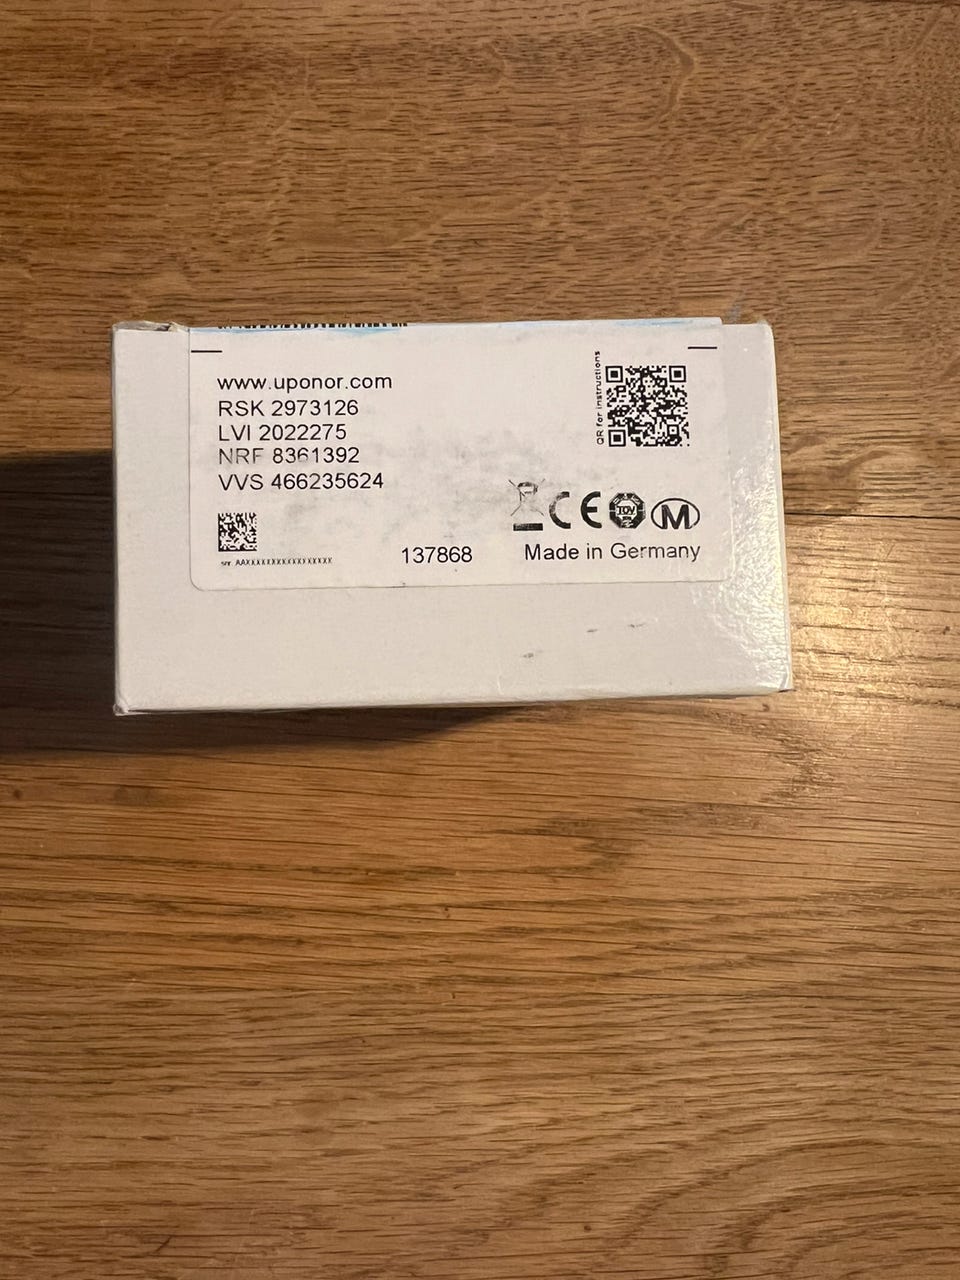 www.uponor.com
RSK 2973126
LVI 2022275
NRF 8361392
VVS 466235624
QR for instructions
137868
Made in Germany
CE
TÜV
M